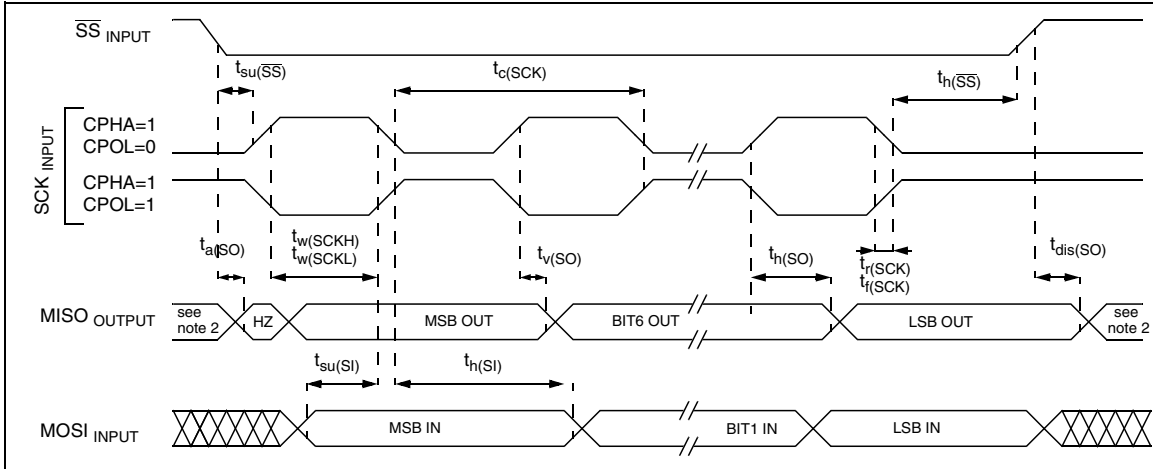 SS INPUT
tsu(SS)
tc(SCK)
th(SS)
SCK INPUT
CPHA=1
CPOL=0
CPHA=1
CPOL=1
ta(SO)
tw(SCKH)
tw(SCKL)
tv(SO)
th(SO)
tr(SCK)
tf(SCK)
tdis(SO)
MISO OUTPUT
see
note 2
HZ
MSB OUT
BIT6 OUT
LSB OUT
see
note 2
tsu(SI)
th(SI)
MOSI INPUT
MSB IN
BIT1 IN
LSB IN